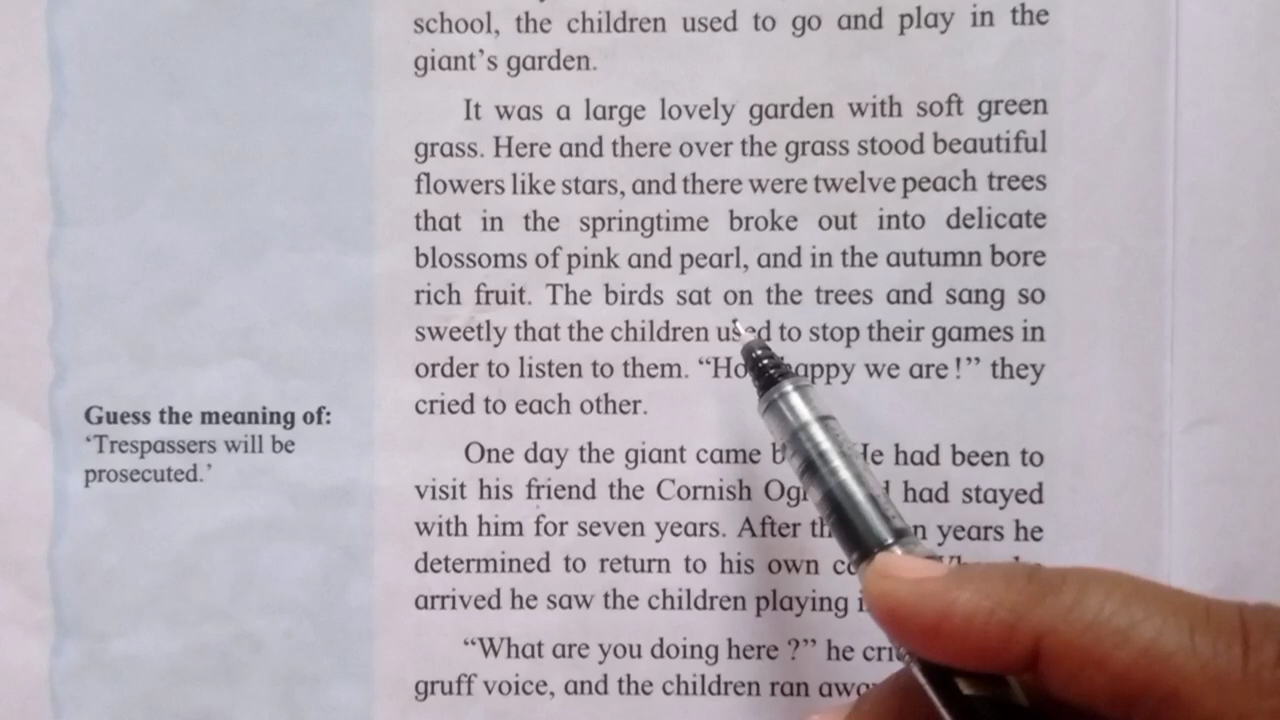 school, the children used to go and play in the
giant's garden.
It was a large lovely garden with soft green
grass. Here and there over the grass stood beautiful
flowers like stars, and there were twelve peach trees
that in the springtime broke out into delicate
blossoms of pink and pearl, and in the autumn bore
rich fruit. The birds sat on the trees and sang so
sweetly that the children used to stop their games in
order to listen to them. “How happy we are!” they
cried to each other.
Guess the meaning of:
‘Trespassers will be
prosecuted.’
One day the giant came He had been to
visit his friend the Cornish had stayed
with him for seven years. After years he
determined to return to his own
arrived he saw the children playing
“What are you doing here ?” he
gruff voice, and the children ran